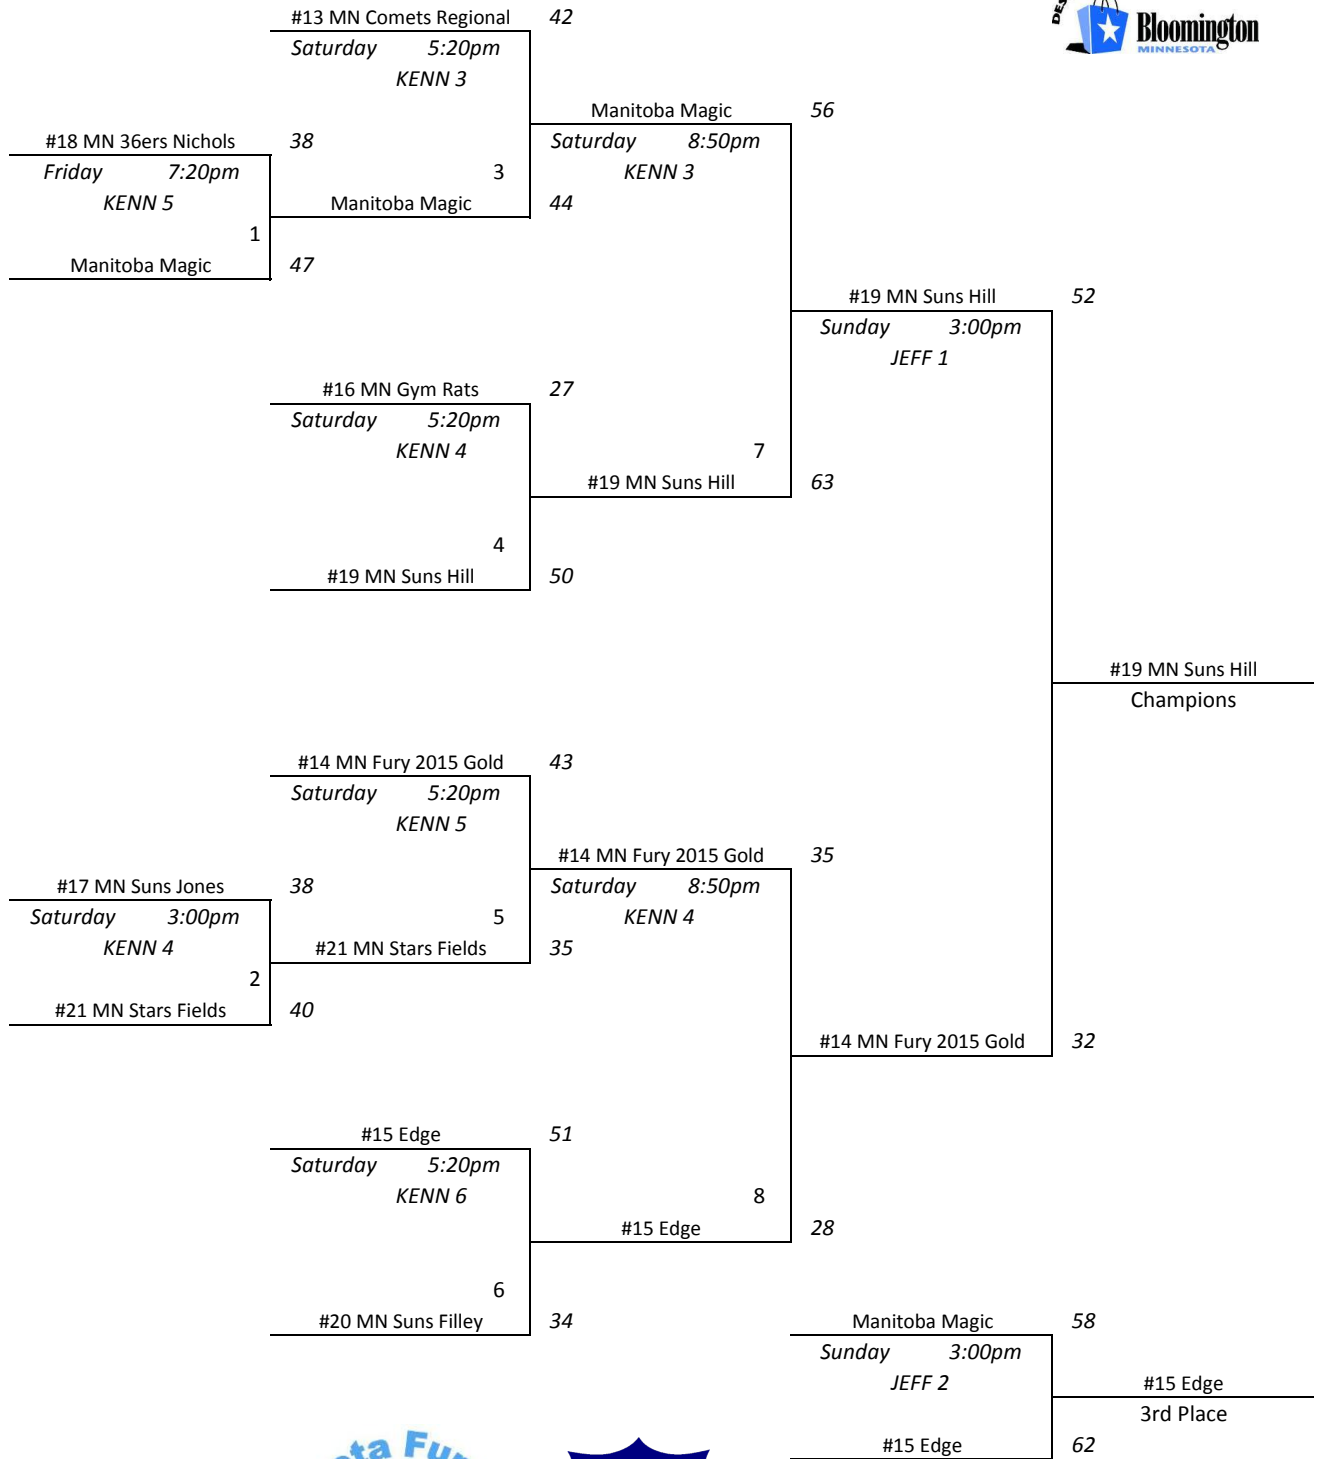 #13 MN Comets Regional 42
DES
Bloomington
MINNESOTA
Saturday 5:20pm
KENN 3
Manitoba Magic 56
#18 MN 36ers Nichols 38
Saturday 8:50pm
Friday 7:20pm
3
KENN 3
KENN 5
Manitoba Magic 44
1
Manitoba Magic 47
#19 MN Suns Hill 52
Sunday 3:00pm
JEFF 1
#16 MN Gym Rats 27
Saturday 5:20pm
KENN 4
7
#19 MN Suns Hill 63
4
#19 MN Suns Hill 50
#19 MN Suns Hill
Champions
#14 MN Fury 2015 Gold 43
Saturday 5:20pm
KENN 5
#14 MN Fury 2015 Gold 35
#17 MN Suns Jones 38
Saturday 8:50pm
Saturday 3:00pm
5
KENN 4
KENN 4
#21 MN Stars Fields 35
2
#21 MN Stars Fields 40
#14 MN Fury 2015 Gold 32
#15 Edge 51
Saturday 5:20pm
KENN 6
8
#15 Edge 28
6
#20 MN Suns Filley 34
Manitoba Magic 58
Sunday 3:00pm
JEFF 2
#15 Edge
3rd Place
#15 Edge 62
ta Fu